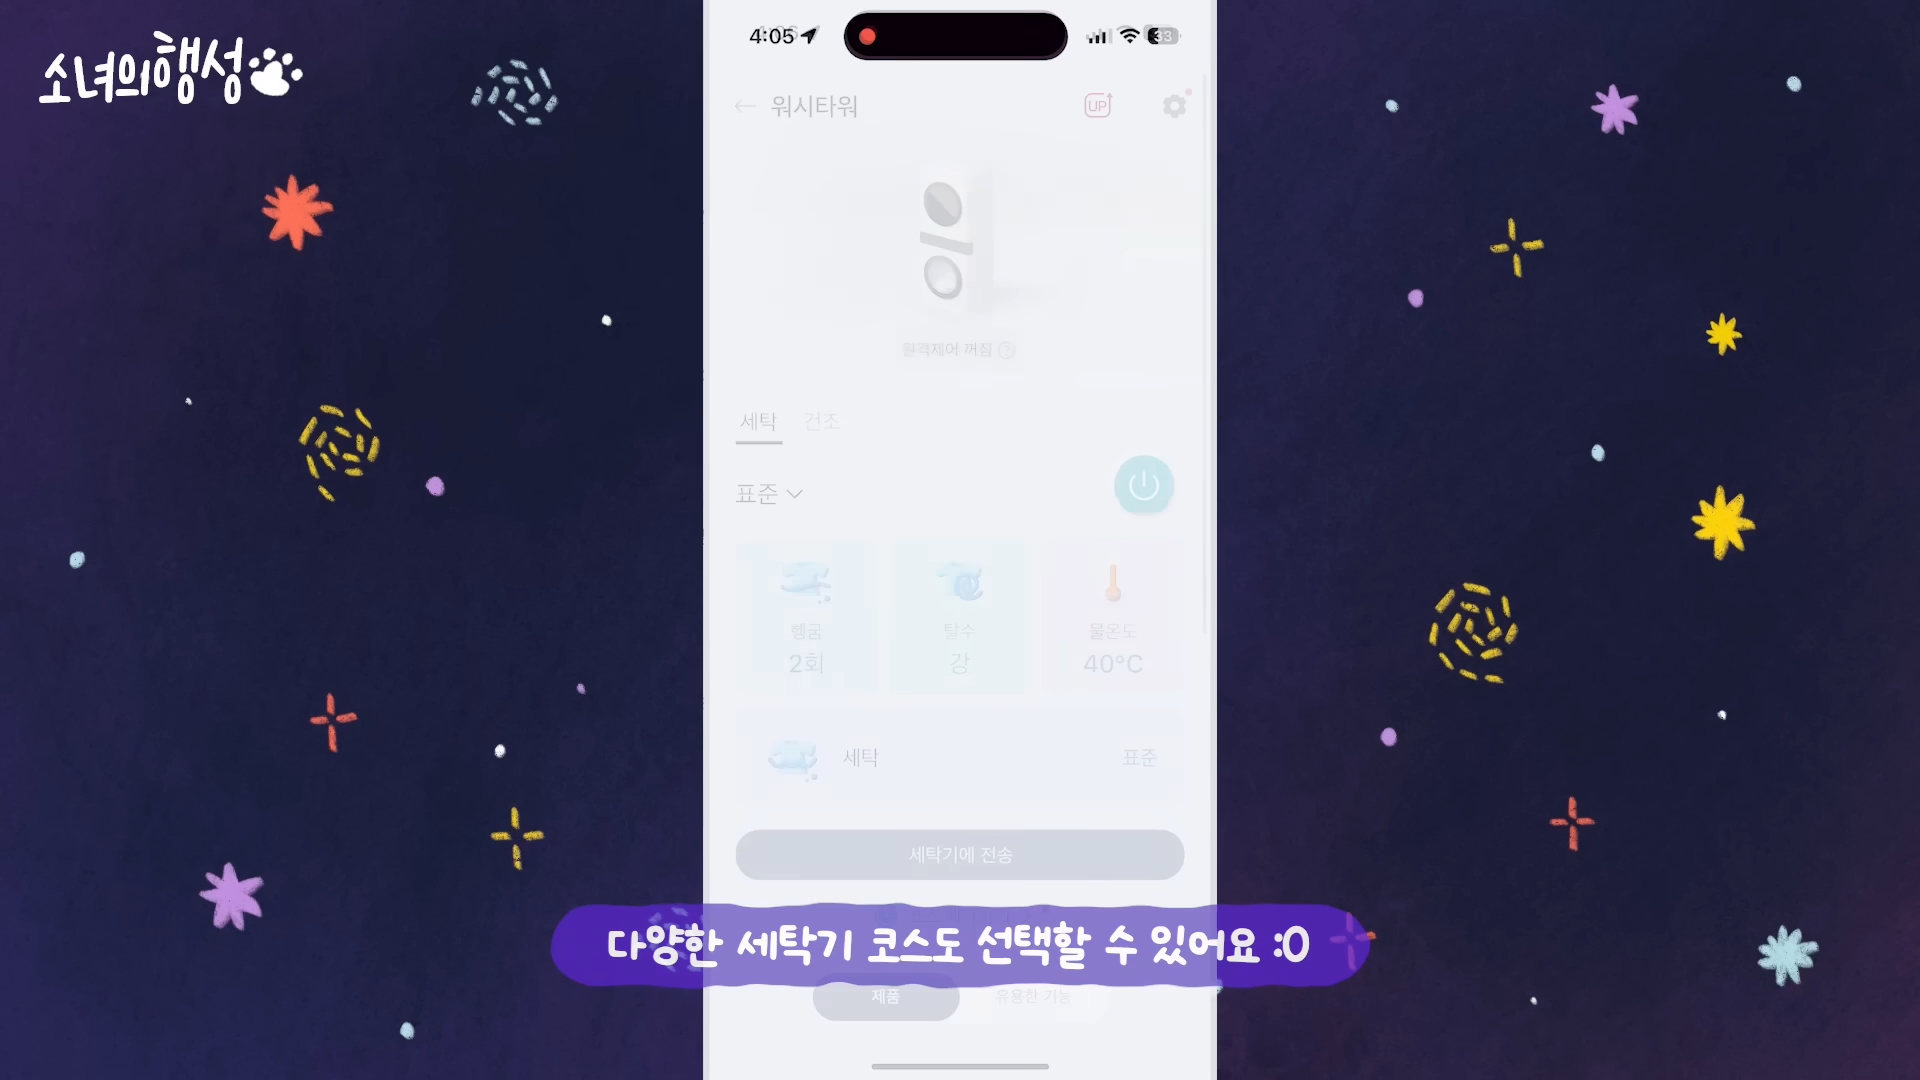 소녀의행성
4:05
33
워시타워
UP
원격제어 꺼짐 ?
세탁 건조
표준
헹굼 탈수 물온도
2회 강 40°C
세탁 표준
세탁기에 전송
다양한 세탁기 코스도 선택할 수 있어요 :O
제품 유용한 기능